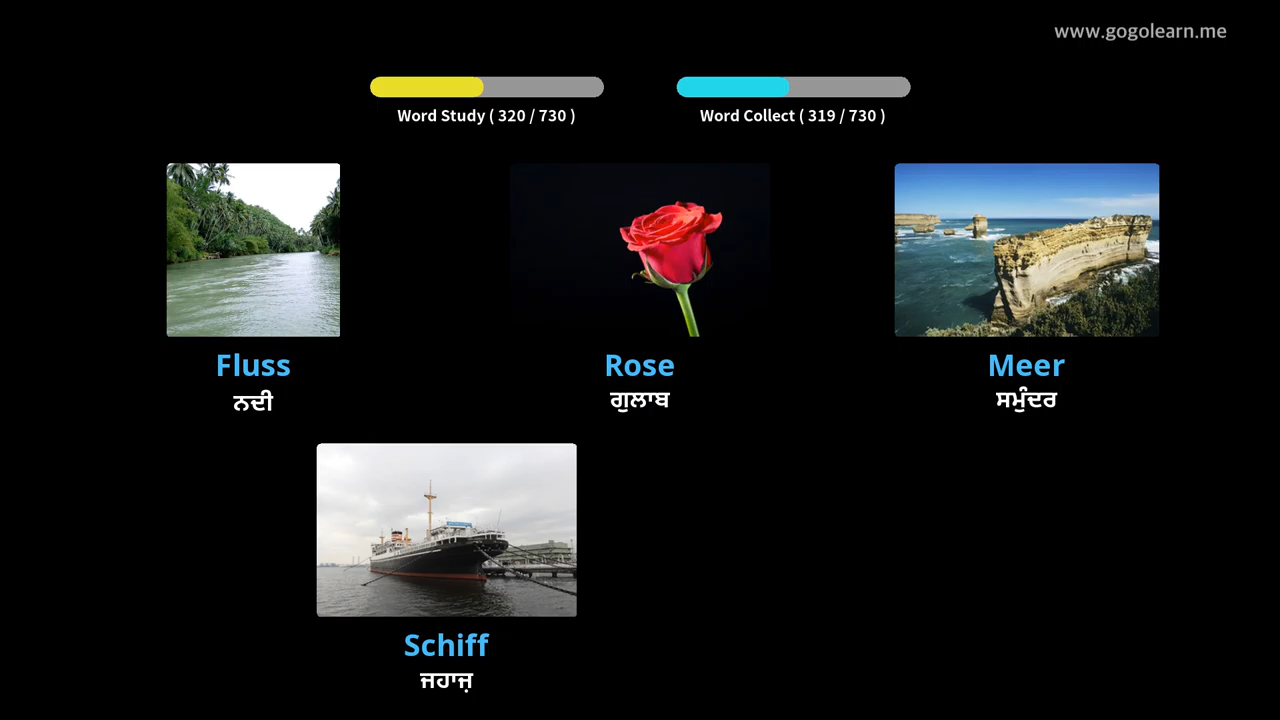 www.gogolearn.me
Word Study ( 320 / 730 )
Word Collect ( 319 / 730 )
Fluss
ਨਦੀ
Rose
ਗੁਲਾਬ
Meer
ਸਮੁੰਦਰ
Schiff
ਜਹਾਜ਼